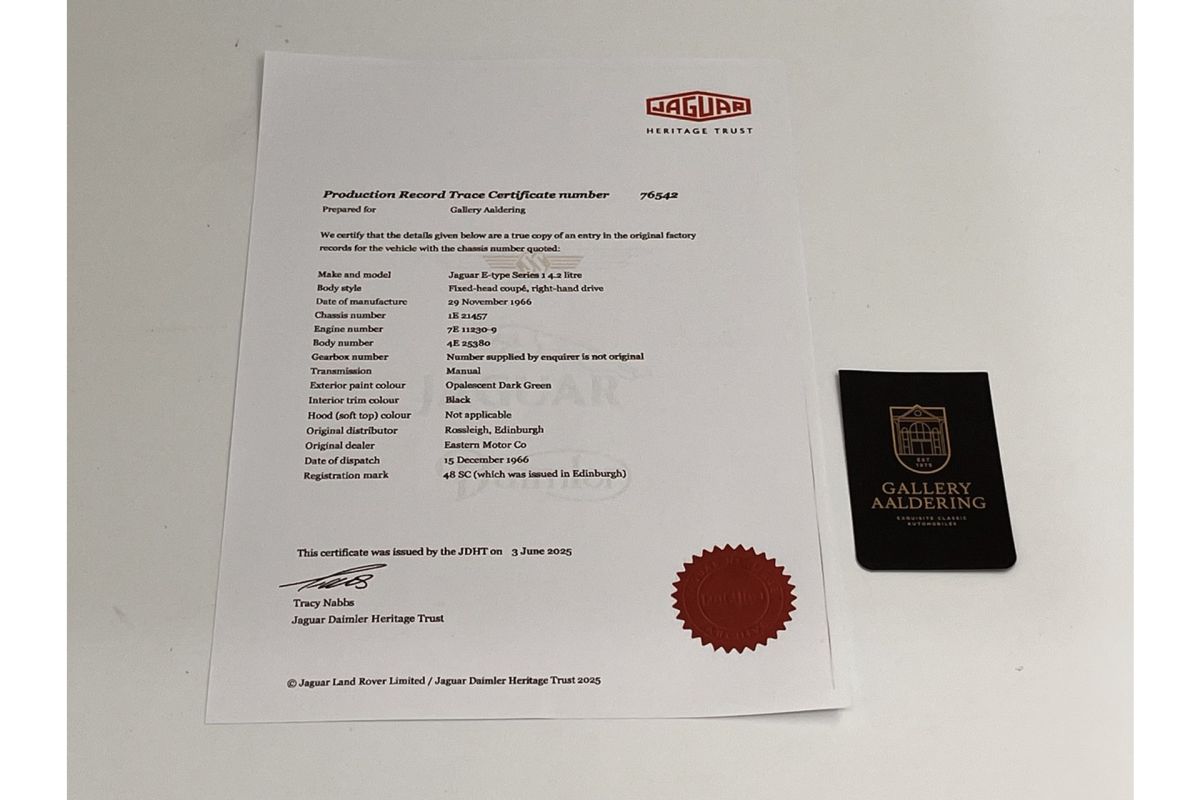 JAGUAR
HERITAGE TRUST
Production Record Trace Certificate number 76542
Prepared for Gallery Aaldering
We certify that the details given below are a true copy of an entry in the original factory
records for the vehicle with the chassis number quoted:
SS
Make and model Jaguar E-type Series 1 4.2 litre
Body style Fixed-head coupé, right-hand drive
Date of manufacture 29 November 1966
Chassis number 1E 21457
Engine number 7E 11230-9
Body number 4E 25380
Gearbox number Number supplied by enquirer is not original
Transmission Manual
JAGUAR
Exterior paint colour Opalescent Dark Green
Interior trim colour Black
Hood (soft top) colour Not applicable
Original distributor Rossleigh, Edinburgh
Original dealer Eastern Motor Co
Date of dispatch 15 December 1966
Registration mark 48 SC (which was issued in Edinburgh)
Daimler
This certificate was issued by the JDHT on 3 June 2025
Tracy Nabbs
Jaguar Daimler Heritage Trust
© Jaguar Land Rover Limited / Jaguar Daimler Heritage Trust 2025
EST
1975
GALLERY
AALDERING
EXQUISITE CLASSIC
AUTOMOBILES